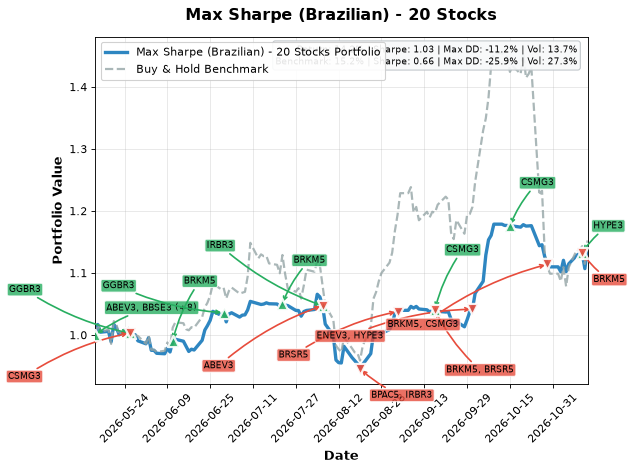 Max Sharpe (Brazilian) - 20 Stocks
Max Sharpe (Brazilian) - 20 Stocks Portfolio
Sharpe: 1.03 | Max DD: -11.2% | Vol: 13.7%
Buy & Hold Benchmark
Benchmark: 15.2% | Sharpe: 0.66 | Max DD: -25.9% | Vol: 27.3%
Portfolio Value
1.4
1.3
1.2
1.1
1.0
CSMG3
HYPE3
IRBR3
CSMG3
BRKM5
BRKM5
BRKM5
GGBR3
GGBR3
ABEV3, BBSE3 (+8)
BRKM5, CSMG3
ENEV3, HYPE3
BRSR5
ABEV3
BRKM5, BRSR5
CSMG3
BPAC5, IRBR3
2026-05-24
2026-06-09
2026-06-25
2026-07-11
2026-07-27
2026-08-12
2026-09-13
2026-09-29
2026-10-15
2026-10-31
Date